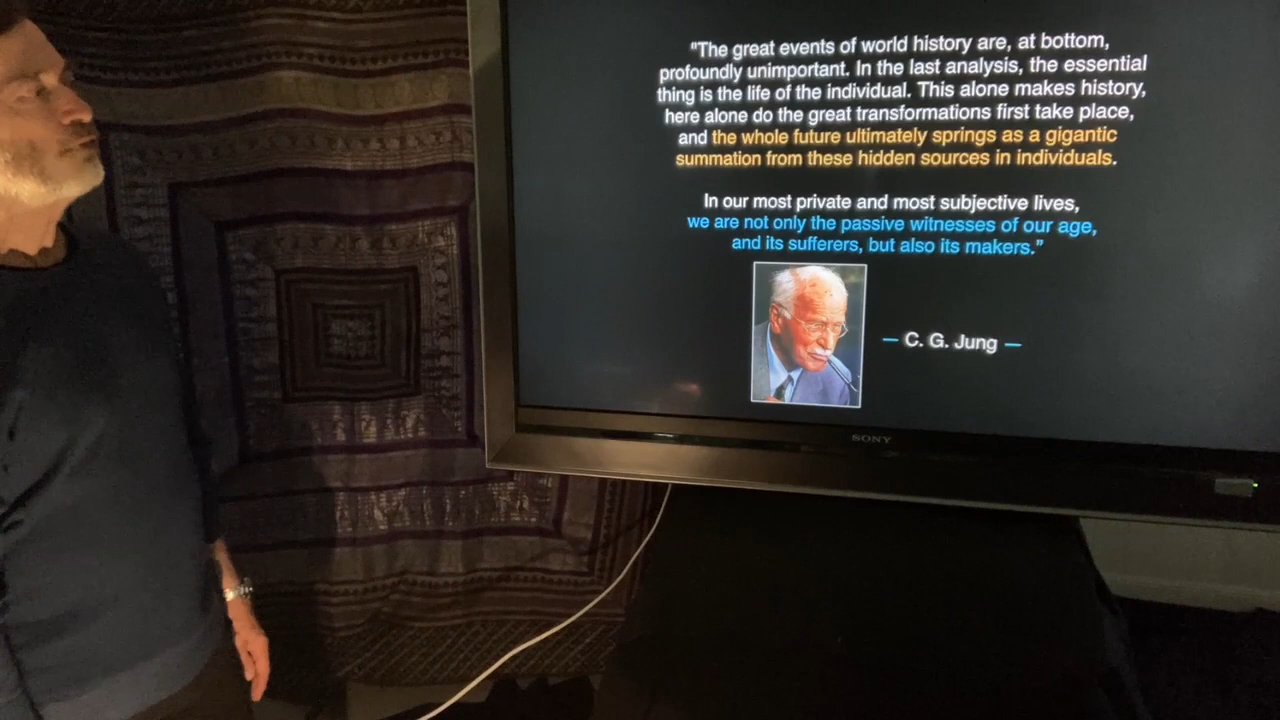 "The great events of world history are, at bottom,
profoundly unimportant. In the last analysis, the essential
thing is the life of the individual. This alone makes history,
here alone do the great transformations first take place,
and the whole future ultimately springs as a gigantic
summation from these hidden sources in individuals.
In our most private and most subjective lives,
we are not only the passive witnesses of our age,
and its sufferers, but also its makers."
— C. G. Jung —
SONY